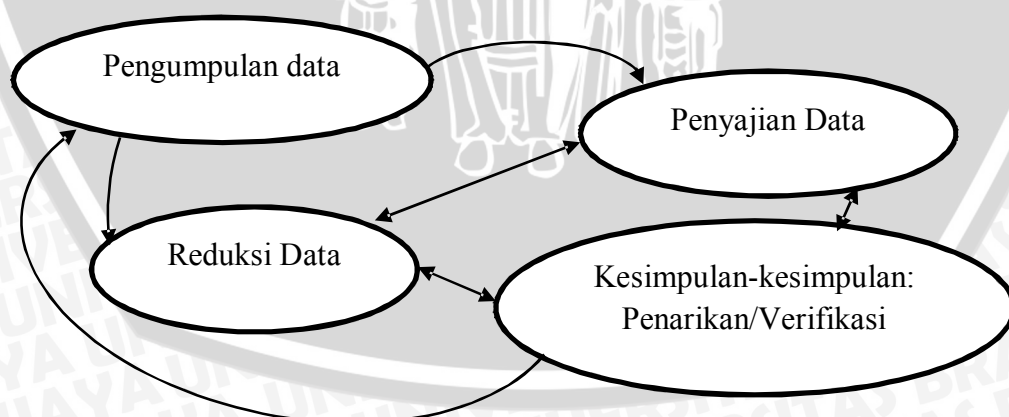 Pengumpulan data
Penyajian Data
Reduksi Data
Kesimpulan-kesimpulan:
Penarikan/Verifikasi